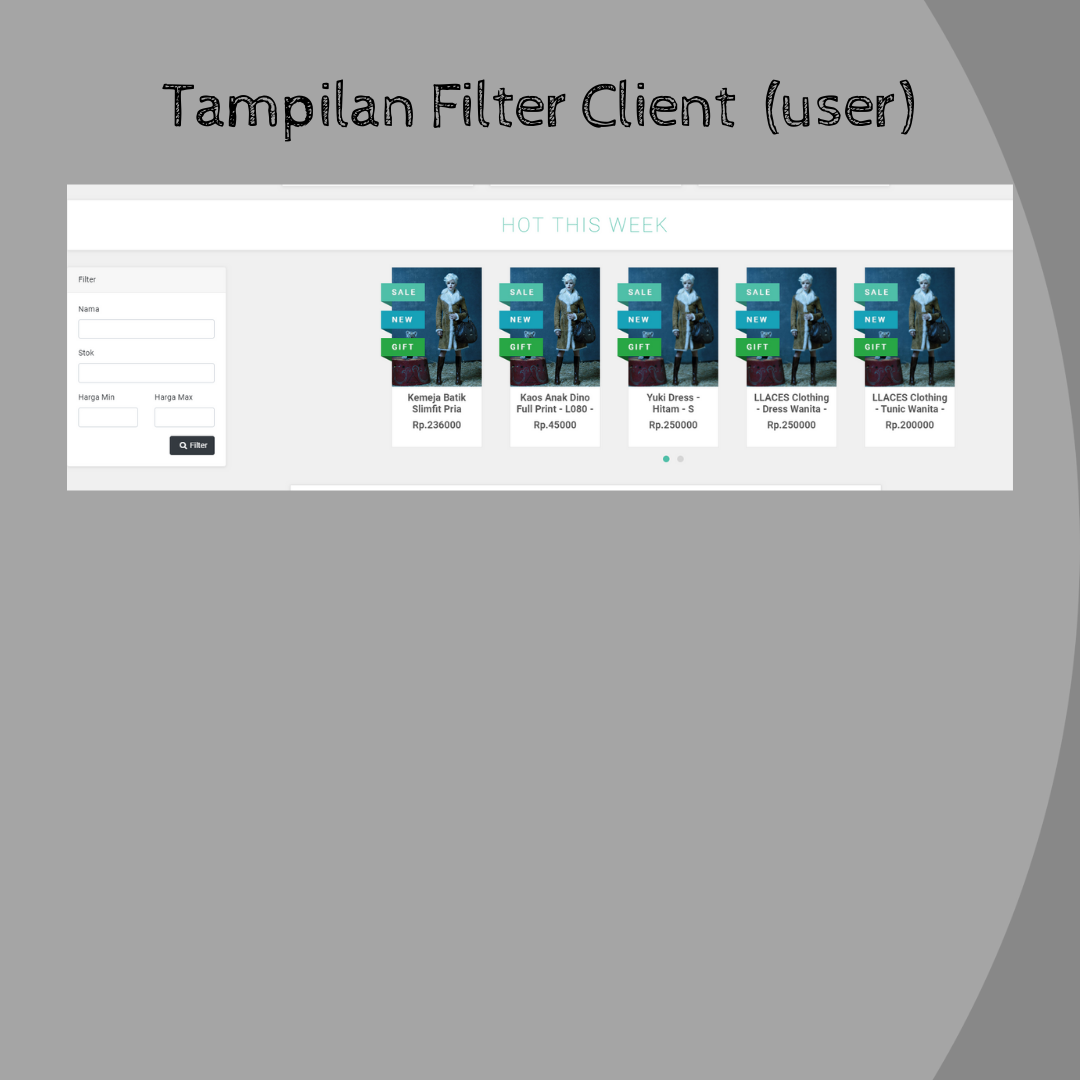 Tampilan Filter Client (user)
HOT THIS WEEK
Filter
Nama
Stok
Harga Min Harga Max
Filter
SALE
NEW
GIFT
Kemeja Batik
Slimfit Pria
Rp.236000
SALE
NEW
GIFT
Kaos Anak Dino
Full Print - L080 -
Rp.45000
SALE
NEW
GIFT
Yuki Dress -
Hitam - S
Rp.250000
SALE
NEW
GIFT
LLACES Clothing
- Dress Wanita -
Rp.250000
SALE
NEW
GIFT
LLACES Clothing
- Tunic Wanita -
Rp.200000